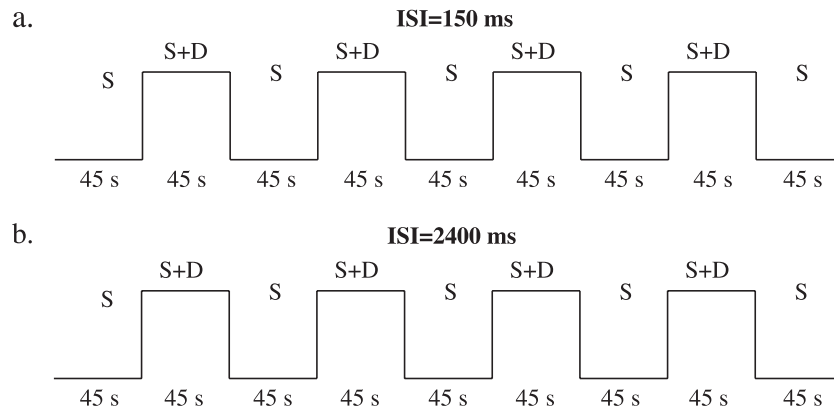 a.
ISI=150 ms
S+D S+D S+D S+D
S S S S S
45 s 45 s 45 s 45 s 45 s 45 s 45 s 45 s 45 s
b.
ISI=2400 ms
S+D S+D S+D S+D
S S S S S
45 s 45 s 45 s 45 s 45 s 45 s 45 s 45 s 45 s